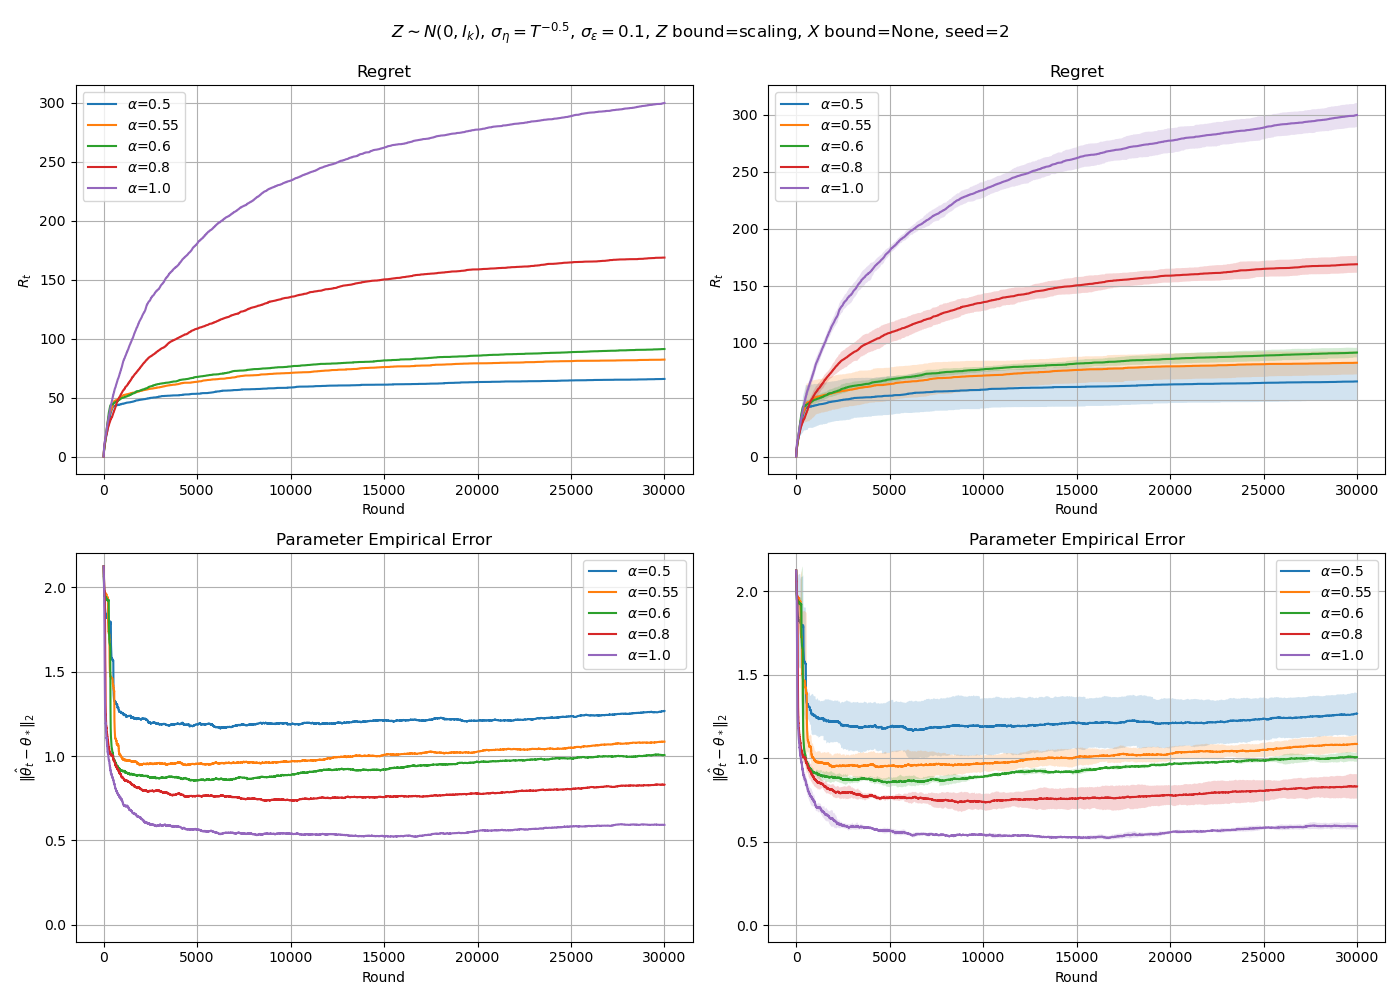 Z ~ N(0, I_k), σ_η = T^{-0.5}, σ_ε = 0.1, Z bound=scaling, X bound=None, seed=2
Regret
R_t
300
250
200
150
100
50
0
α=0.5
α=0.55
α=0.6
α=0.8
α=1.0
0 5000 10000 15000 20000 25000 30000
Round
Regret
R_t
300
250
200
150
100
50
0
α=0.5
α=0.55
α=0.6
α=0.8
α=1.0
0 5000 10000 15000 20000 25000 30000
Round
Parameter Empirical Error
‖θ̂_t − θ_*‖_2
2.0
1.5
1.0
0.5
0.0
α=0.5
α=0.55
α=0.6
α=0.8
α=1.0
0 5000 10000 15000 20000 25000 30000
Round
Parameter Empirical Error
‖θ̂_t − θ_*‖_2
2.0
1.5
1.0
0.5
0.0
α=0.5
α=0.55
α=0.6
α=0.8
α=1.0
0 5000 10000 15000 20000 25000 30000
Round